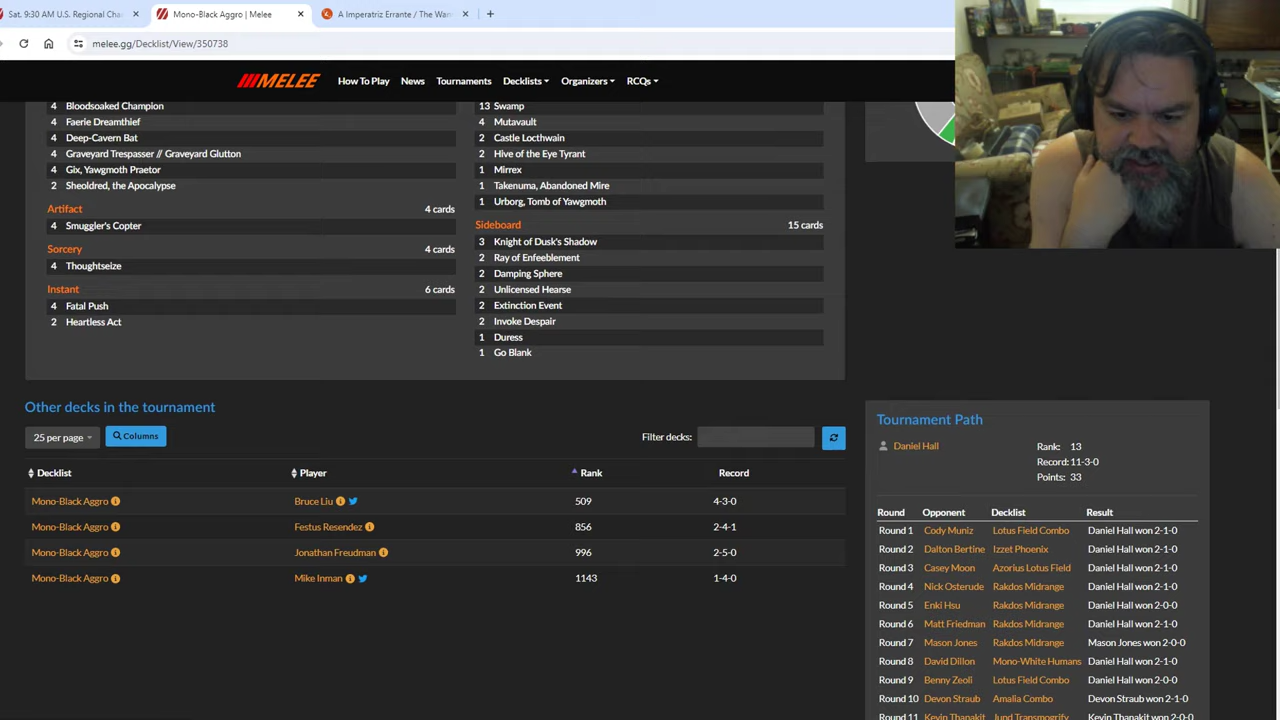 Sat. 9:30 AM U.S. Regional Cha
Mono-Black Aggro | Melee
A Imperatriz Errante / The Wan
melee.gg/Decklist/View/350738
MELEE How To Play News Tournaments Decklists Organizers RCQs
4 Bloodsoaked Champion
4 Faerie Dreamthief
4 Deep-Cavern Bat
4 Graveyard Trespasser // Graveyard Glutton
4 Gix, Yawgmoth Praetor
2 Sheoldred, the Apocalypse
Artifact 4 cards
4 Smuggler's Copter
Sorcery 4 cards
4 Thoughtseize
Instant 6 cards
4 Fatal Push
2 Heartless Act
13 Swamp
4 Mutavault
2 Castle Locthwain
2 Hive of the Eye Tyrant
1 Mirrex
1 Takenuma, Abandoned Mire
1 Urborg, Tomb of Yawgmoth
Sideboard 15 cards
3 Knight of Dusk's Shadow
2 Ray of Enfeeblement
2 Damping Sphere
2 Unlicensed Hearse
2 Extinction Event
2 Invoke Despair
1 Duress
1 Go Blank
Other decks in the tournament
25 per page Columns Filter decks:
Decklist Player Rank Record
Mono-Black Aggro Bruce Liu 509 4-3-0
Mono-Black Aggro Festus Resendez 856 2-4-1
Mono-Black Aggro Jonathan Freudman 996 2-5-0
Mono-Black Aggro Mike Inman 1143 1-4-0
Tournament Path
Daniel Hall Rank: 13
Record: 11-3-0
Points: 33
Round Opponent Decklist Result
Round 1 Cody Muniz Lotus Field Combo Daniel Hall won 2-1-0
Round 2 Dalton Bertine Izzet Phoenix Daniel Hall won 2-1-0
Round 3 Casey Moon Azorius Lotus Field Daniel Hall won 2-1-0
Round 4 Nick Osterude Rakdos Midrange Daniel Hall won 2-1-0
Round 5 Enki Hsu Rakdos Midrange Daniel Hall won 2-0-0
Round 6 Matt Friedman Rakdos Midrange Daniel Hall won 2-1-0
Round 7 Mason Jones Rakdos Midrange Mason Jones won 2-0-0
Round 8 David Dillon Mono-White Humans Daniel Hall won 2-1-0
Round 9 Benny Zeoli Lotus Field Combo Daniel Hall won 2-0-0
Round 10 Devon Straub Amalia Combo Devon Straub won 2-1-0
Round 11 Kevin Thanakit Jund Transmogrify Kevin Thanakit won 2-0-0